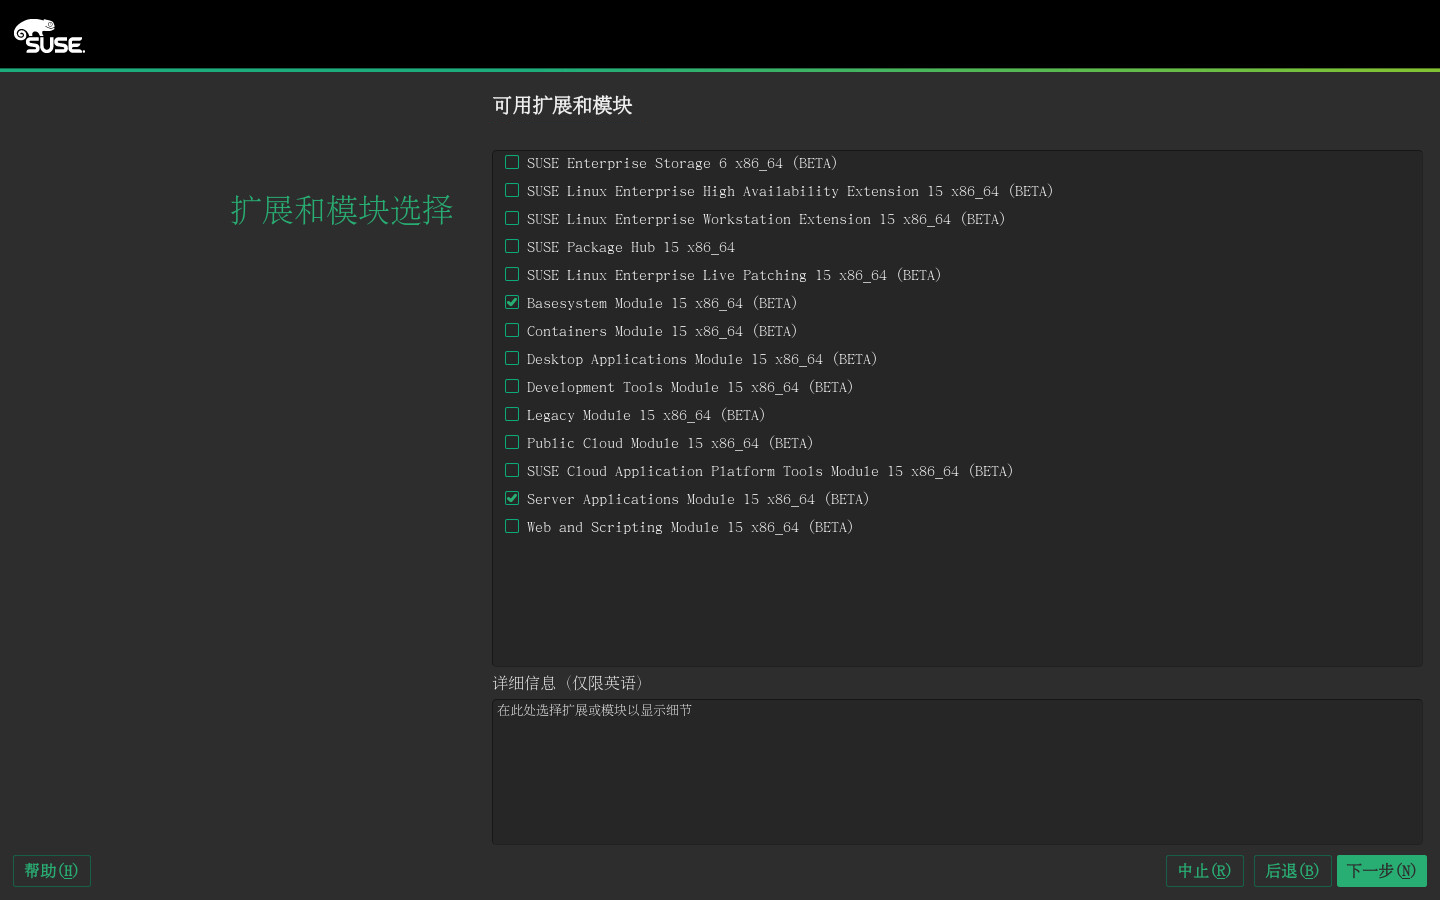 SUSE.
可用扩展和模块
扩展和模块选择
SUSE Enterprise Storage 6 x86_64 (BETA)
SUSE Linux Enterprise High Availability Extension 15 x86_64 (BETA)
SUSE Linux Enterprise Workstation Extension 15 x86_64 (BETA)
SUSE Package Hub 15 x86_64
SUSE Linux Enterprise Live Patching 15 x86_64 (BETA)
Basesystem Module 15 x86_64 (BETA)
Containers Module 15 x86_64 (BETA)
Desktop Applications Module 15 x86_64 (BETA)
Development Tools Module 15 x86_64 (BETA)
Legacy Module 15 x86_64 (BETA)
Public Cloud Module 15 x86_64 (BETA)
SUSE Cloud Application Platform Tools Module 15 x86_64 (BETA)
Server Applications Module 15 x86_64 (BETA)
Web and Scripting Module 15 x86_64 (BETA)
详细信息（仅限英语）
在此处选择扩展或模块以显示细节
帮助(H) 中止(R) 后退(B) 下一步(N)